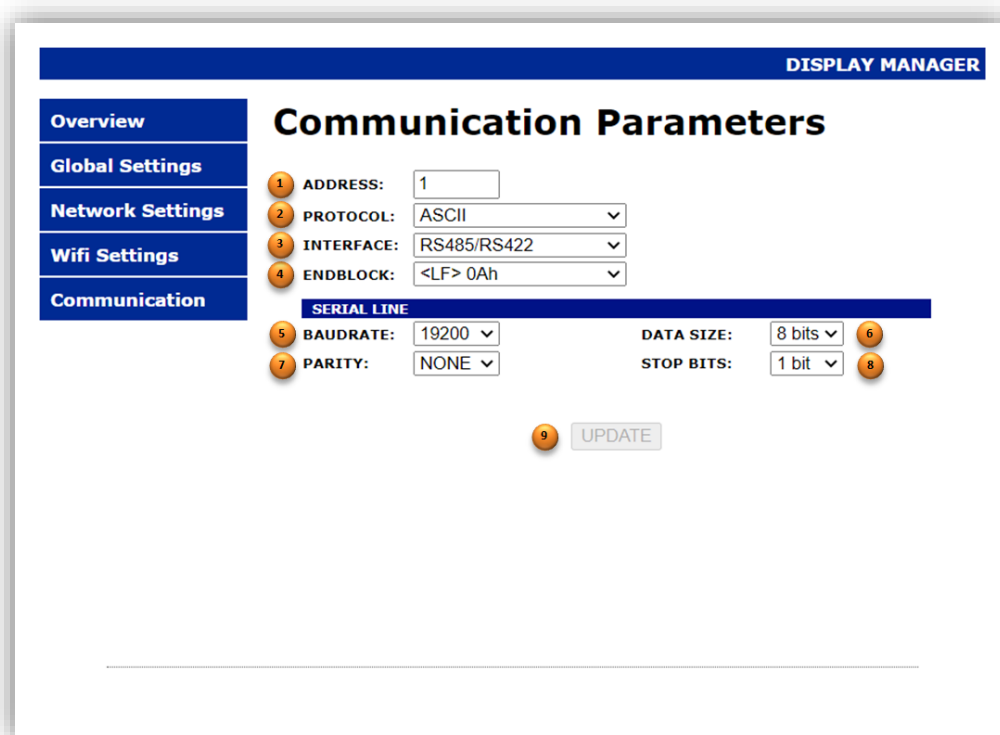 DISPLAY MANAGER
Overview
Global Settings
Network Settings
Wifi Settings
Communication
Communication Parameters
1 ADDRESS: 1
2 PROTOCOL: ASCII
3 INTERFACE: RS485/RS422
4 ENDBLOCK: <LF> 0Ah
SERIAL LINE
5 BAUDRATE: 19200 DATA SIZE: 8 bits 6
7 PARITY: NONE STOP BITS: 1 bit 8
9 UPDATE